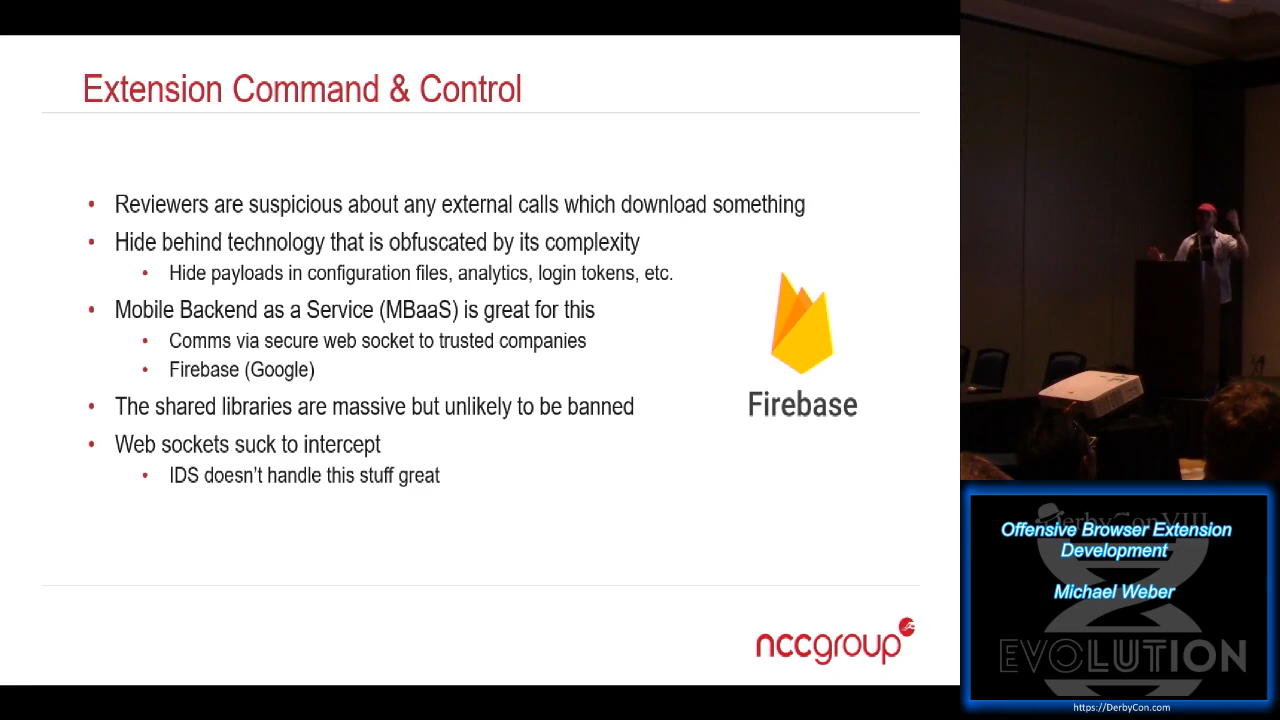 Extension Command & Control
• Reviewers are suspicious about any external calls which download something
• Hide behind technology that is obfuscated by its complexity
• Hide payloads in configuration files, analytics, login tokens, etc.
• Mobile Backend as a Service (MBaaS) is great for this
• Comms via secure web socket to trusted companies
• Firebase (Google)
• The shared libraries are massive but unlikely to be banned
• Web sockets suck to intercept
• IDS doesn't handle this stuff great
Firebase
nccgroup
DerbyCon VIII
Offensive Browser Extension
Development
Michael Weber
EVOLUTION
https://DerbyCon.com